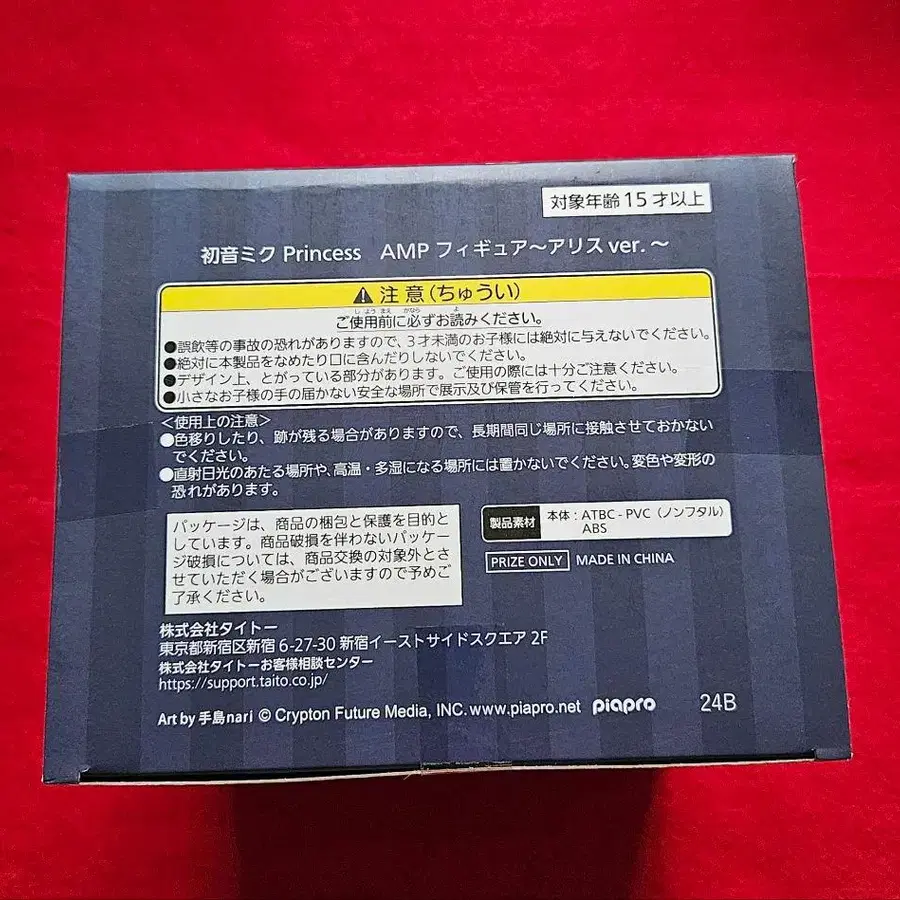 対象年齢15才以上
初音ミク Princess AMP フィギュア～アリス ver.～
⚠注意(ちゅうい)
ご使用前に必ずお読みください。
●誤飲等の事故の恐れがありますので、3才未満のお子様には絶対に与えないでください。
●絶対に本製品をなめたり口に含んだりしないでください。
●デザイン上、とがっている部分があります。ご使用の際には十分ご注意ください。
●小さなお子様の手の届かない安全な場所で展示及び保管を行ってください。
＜使用上の注意＞
●色移りしたり、跡が残る場合がありますので、長期間同じ場所に接触させておかない
でください。
●直射日光のあたる場所や、高温・多湿になる場所には置かないでください。変色や変形の
恐れがあります。
パッケージは、商品の梱包と保護を目的と
しています。商品破損を伴わないパッケー
ジ破損については、商品交換の対象外とさ
せていただく場合がございますので予めご
了承ください。
製品素材 本体：ATBC-PVC（ノンフタル）
ABS
PRIZE ONLY MADE IN CHINA
株式会社タイトー
東京都新宿区新宿 6-27-30 新宿イーストサイドスクエア 2F
株式会社タイトーお客様相談センター
https://support.taito.co.jp/
Art by 手島nari © Crypton Future Media, INC. www.piapro.net piapro 24B